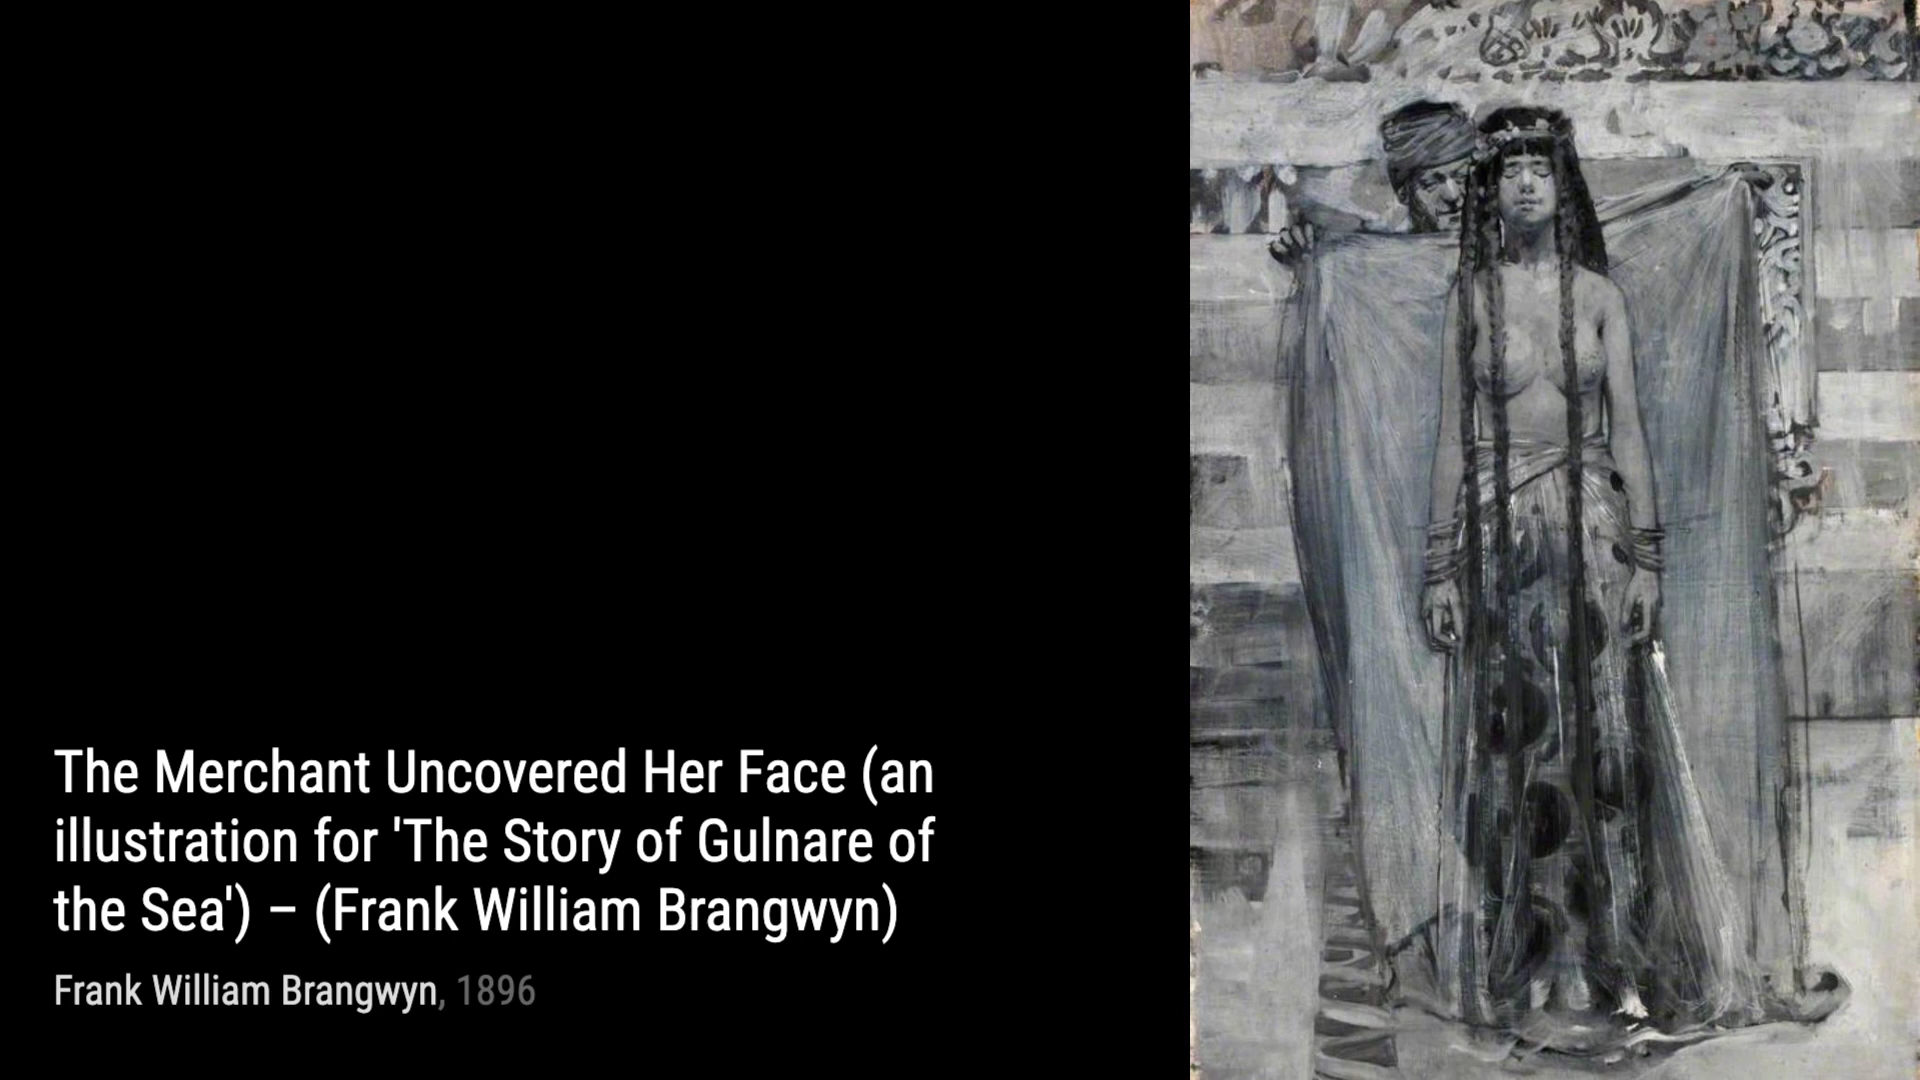 The Merchant Uncovered Her Face (an
illustration for 'The Story of Gulnare of
the Sea') – (Frank William Brangwyn)
Frank William Brangwyn, 1896